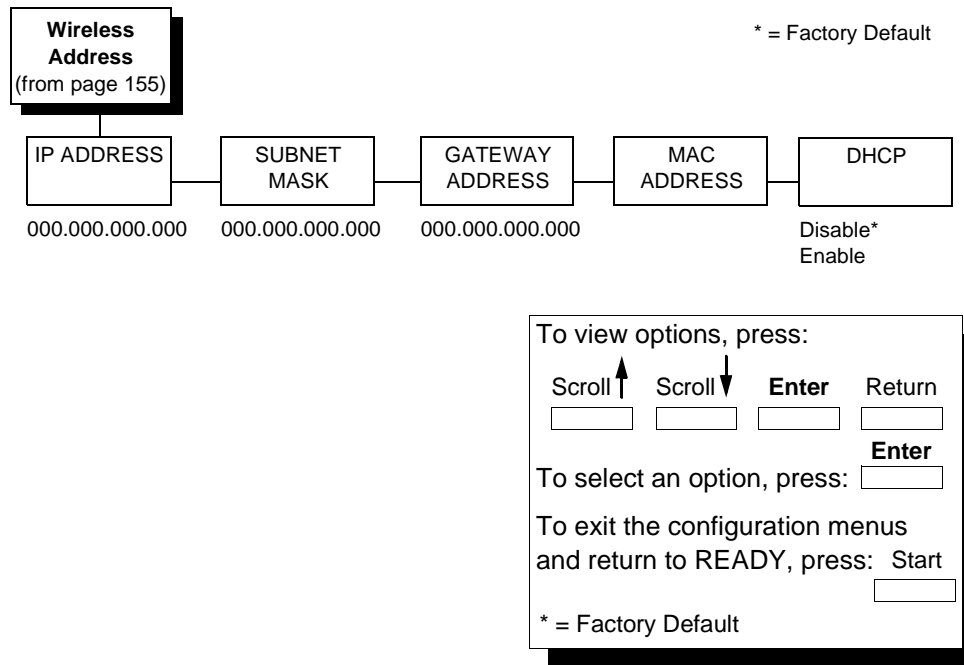 Wireless
Address
(from page 155)
* = Factory Default
IP ADDRESS
SUBNET
MASK
GATEWAY
ADDRESS
MAC
ADDRESS
DHCP
000.000.000.000
000.000.000.000
000.000.000.000
Disable*
Enable
To view options, press:
Scroll
Scroll
Enter
Return
Enter
To select an option, press:
To exit the configuration menus
and return to READY, press: Start
* = Factory Default